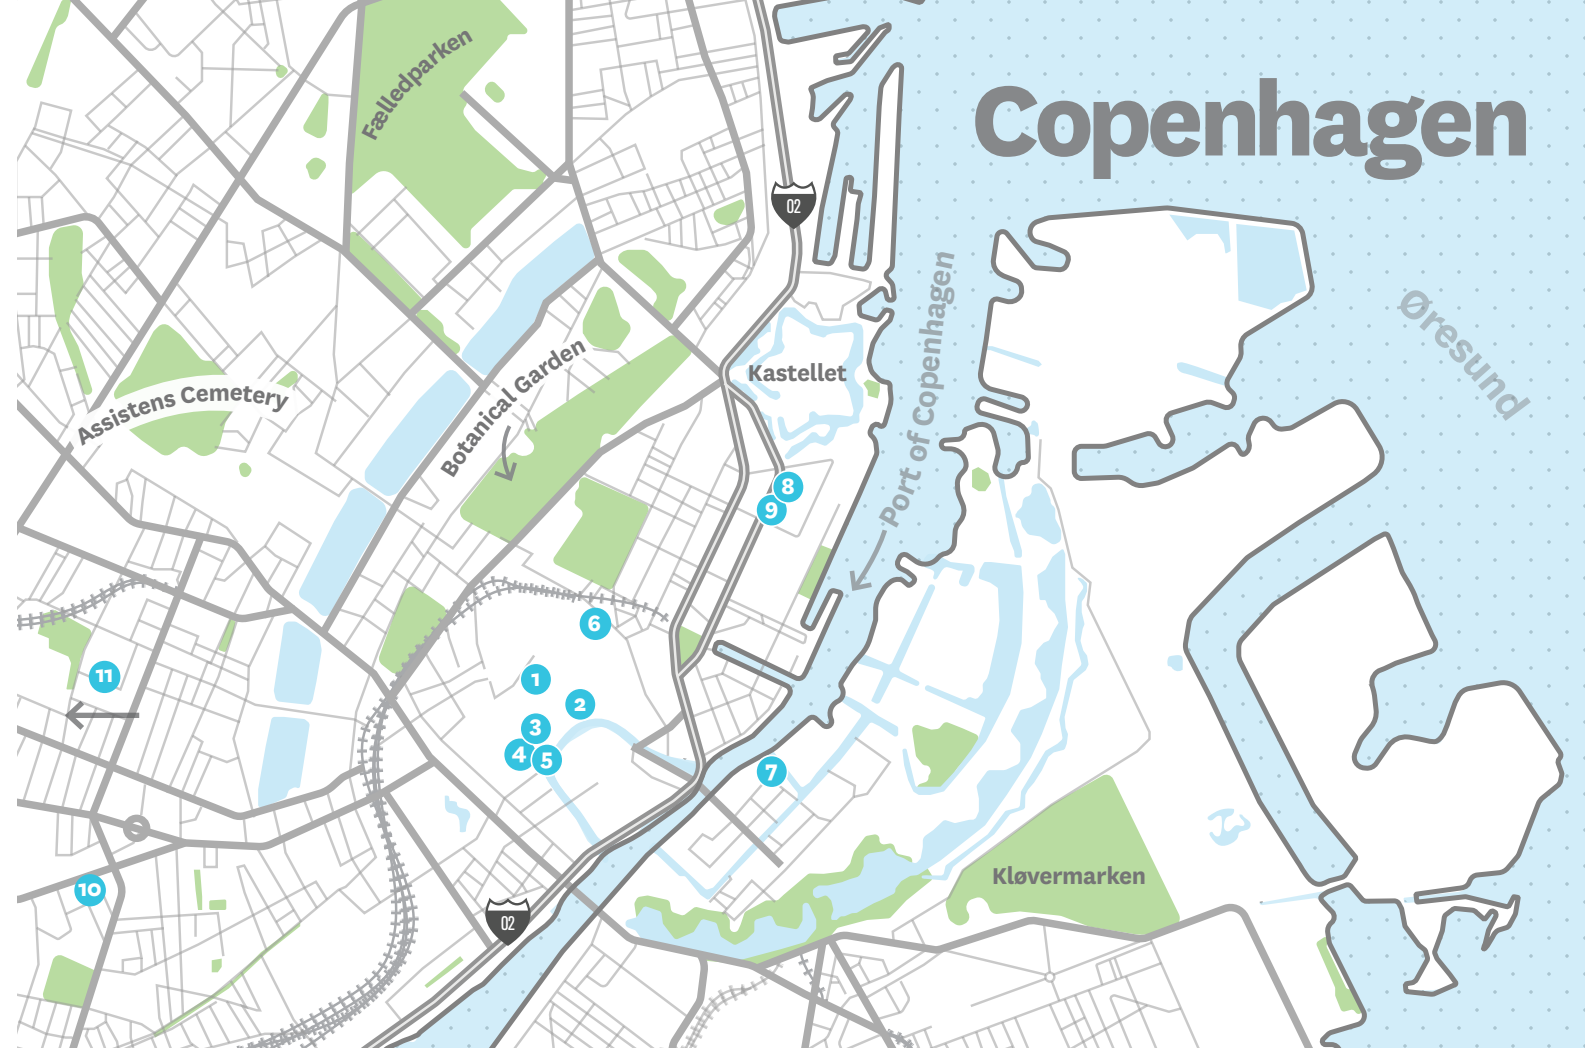 Copenhagen
Fælledparken
02
Port of Copenhagen
Øresund
Kastellet
Botanical Garden
Assistens Cemetery
8
9
6
11
1
2
3
4
5
7
Kløvermarken
10
02